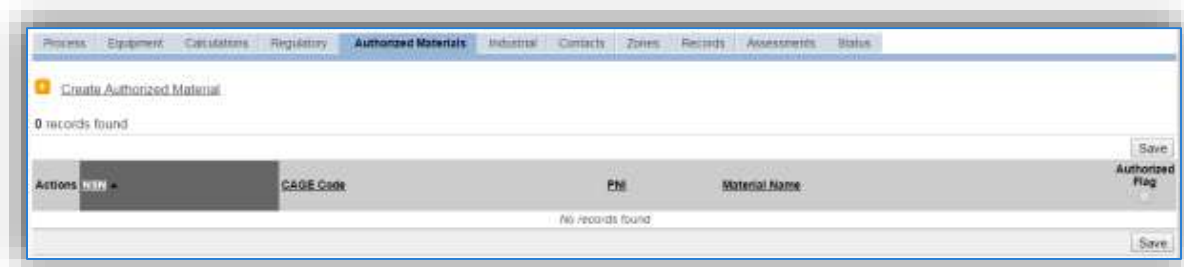 Process Equipment Calculations Regulatory Authorized Materials Industrial Contacts Zones Records Assessments Status
Create Authorized Material
0 records found
Save
Actions NSN CAGE Code PNI Material Name Authorized Flag
No records found
Save